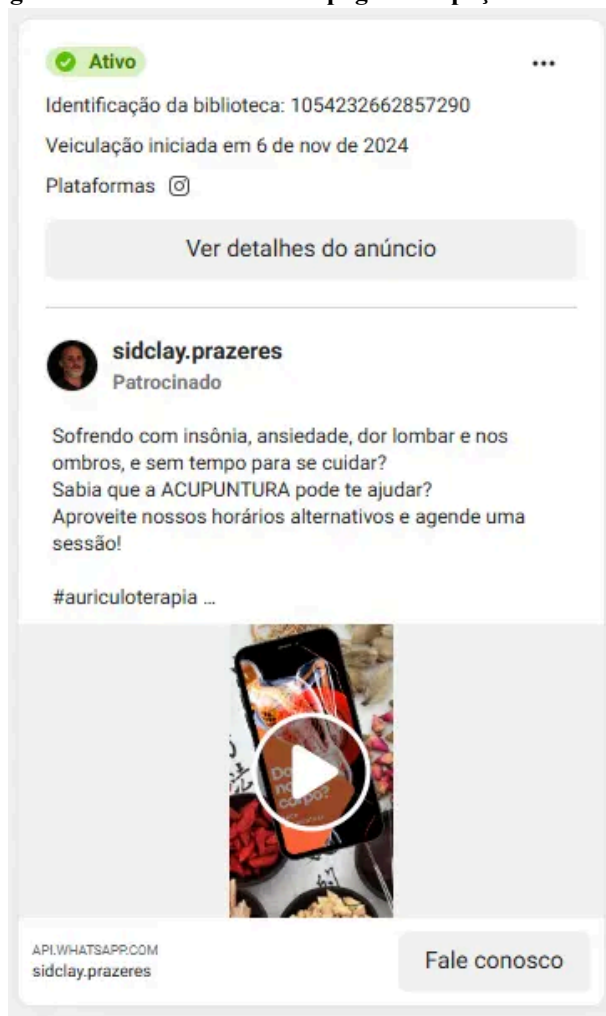 Ativo
...
Identificação da biblioteca: 1054232662857290
Veiculação iniciada em 6 de nov de 2024
Plataformas
Ver detalhes do anúncio
sidclay.prazeres
Patrocinado
Sofrendo com insônia, ansiedade, dor lombar e nos
ombros, e sem tempo para se cuidar?
Sabia que a ACUPUNTURA pode te ajudar?
Aproveite nossos horários alternativos e agende uma
sessão!
#auriculoterapia ...
corpo?
API.WHATSAPP.COM
sidclay.prazeres
Fale conosco